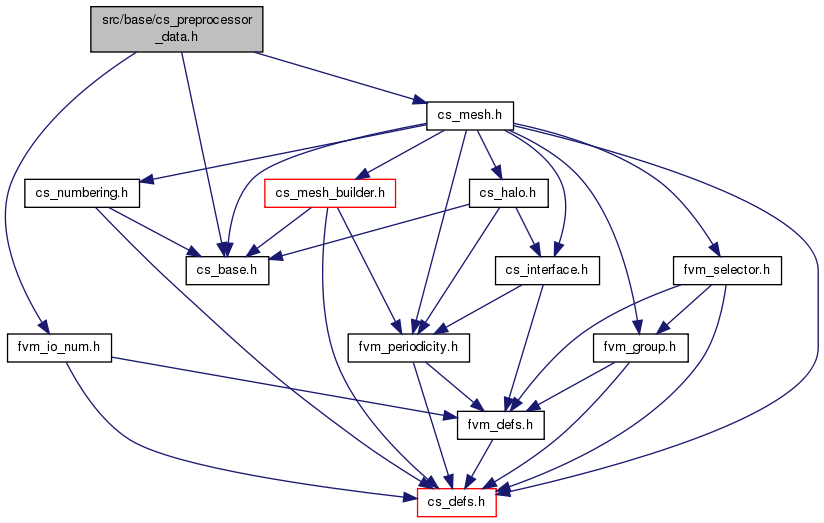 src/base/cs_preprocessor
_data.h
cs_mesh.h
cs_numbering.h
cs_mesh_builder.h
cs_halo.h
cs_base.h
cs_interface.h
fvm_selector.h
fvm_io_num.h
fvm_periodicity.h
fvm_group.h
fvm_defs.h
cs_defs.h